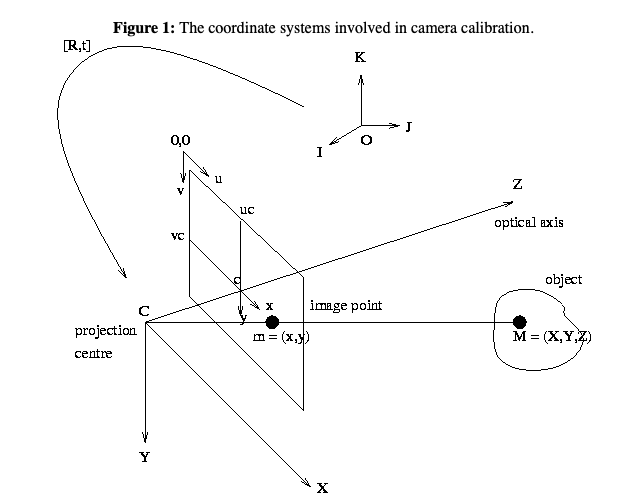 Figure 1: The coordinate systems involved in camera calibration.
[R,t]
K
J
O
I
0,0
u
v
Z
uc
optical axis
vc
c
object
x
image point
C
y
projection
centre
m = (x,y)
M = (X,Y,Z)
Y
X